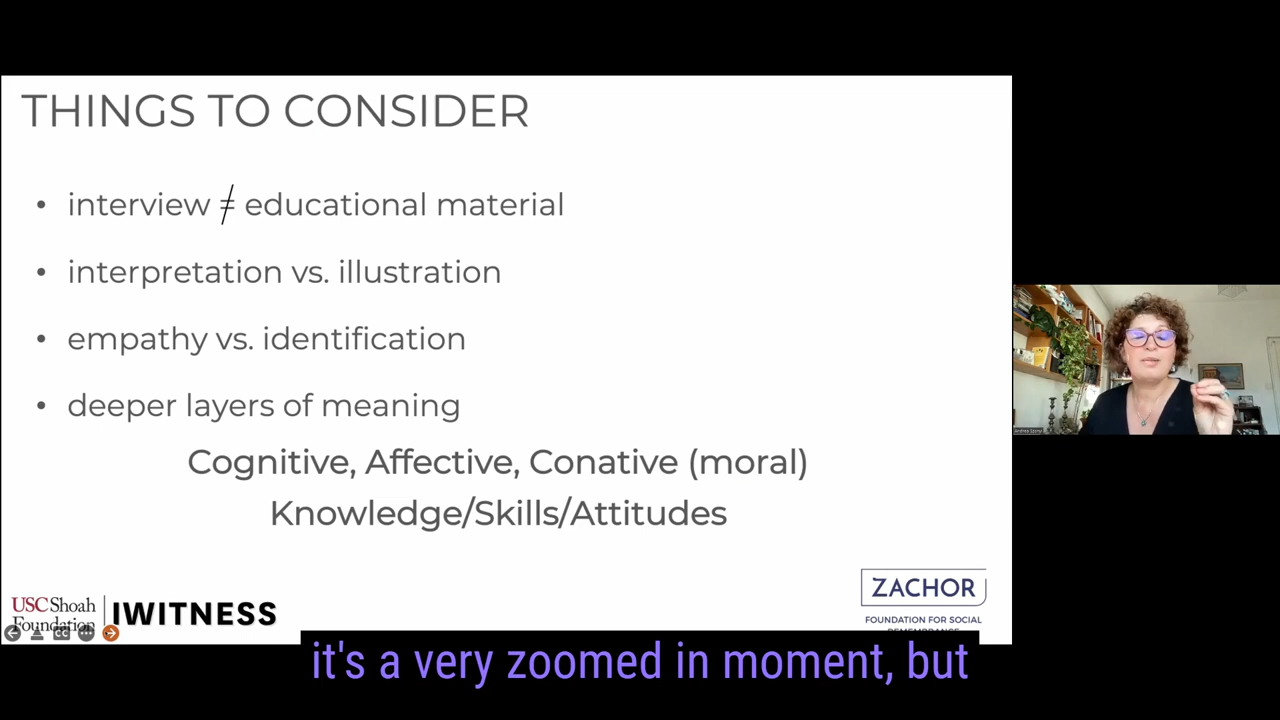 THINGS TO CONSIDER
• interview ≠ educational material
• interpretation vs. illustration
• empathy vs. identification
• deeper layers of meaning
Cognitive, Affective, Conative (moral)
Knowledge/Skills/Attitudes
USC Shoah
Foundation
IWITNESS
CC
ZACHOR
FOUNDATION FOR SOCIAL
it's a very zoomed in moment, but